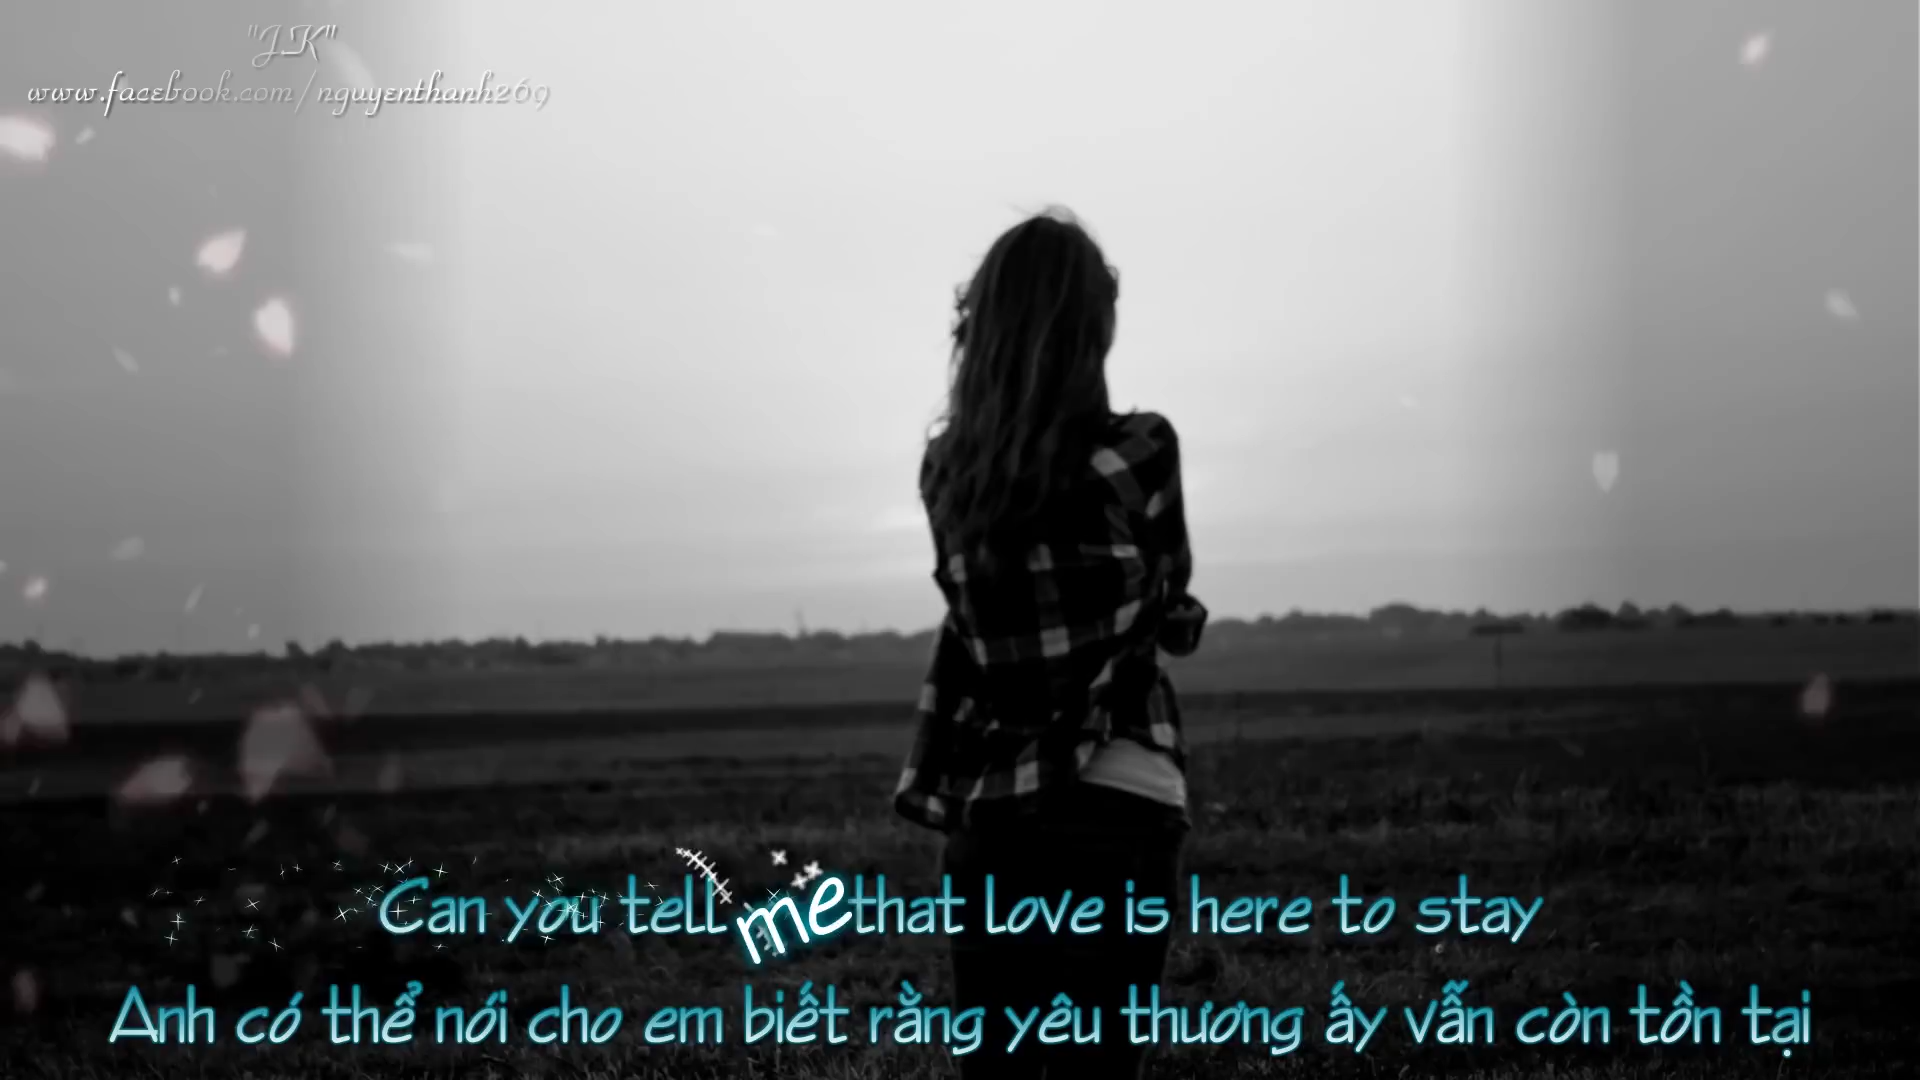 "J.K"
www.facebook.com/nguyenthanh269
Can you tell me that love is here to stay
Anh có thể nói cho em biết rằng yêu thương ấy vẫn còn tồn tại